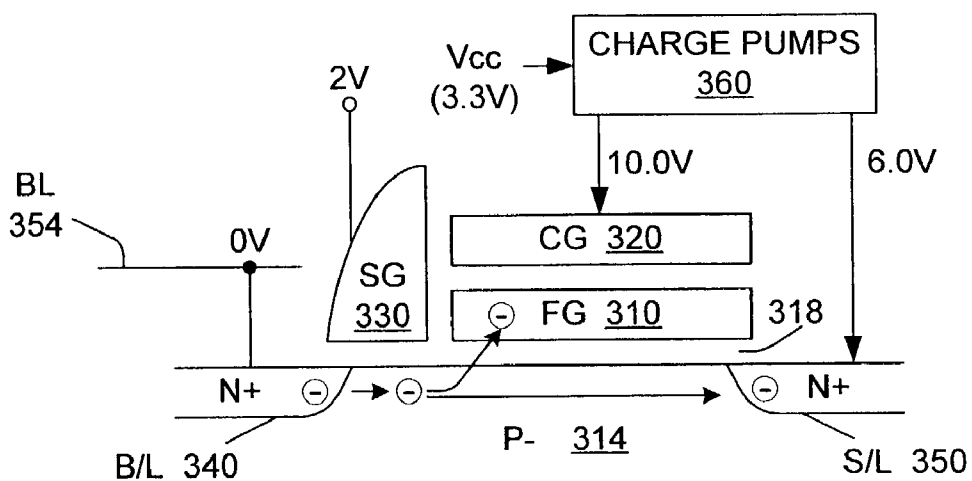 CHARGE PUMPS
360
Vcc
(3.3V)
2V
10.0V
6.0V
BL
354
0V
CG 320
SG
330
FG 310
318
N+
N+
P- 314
B/L 340
S/L 350